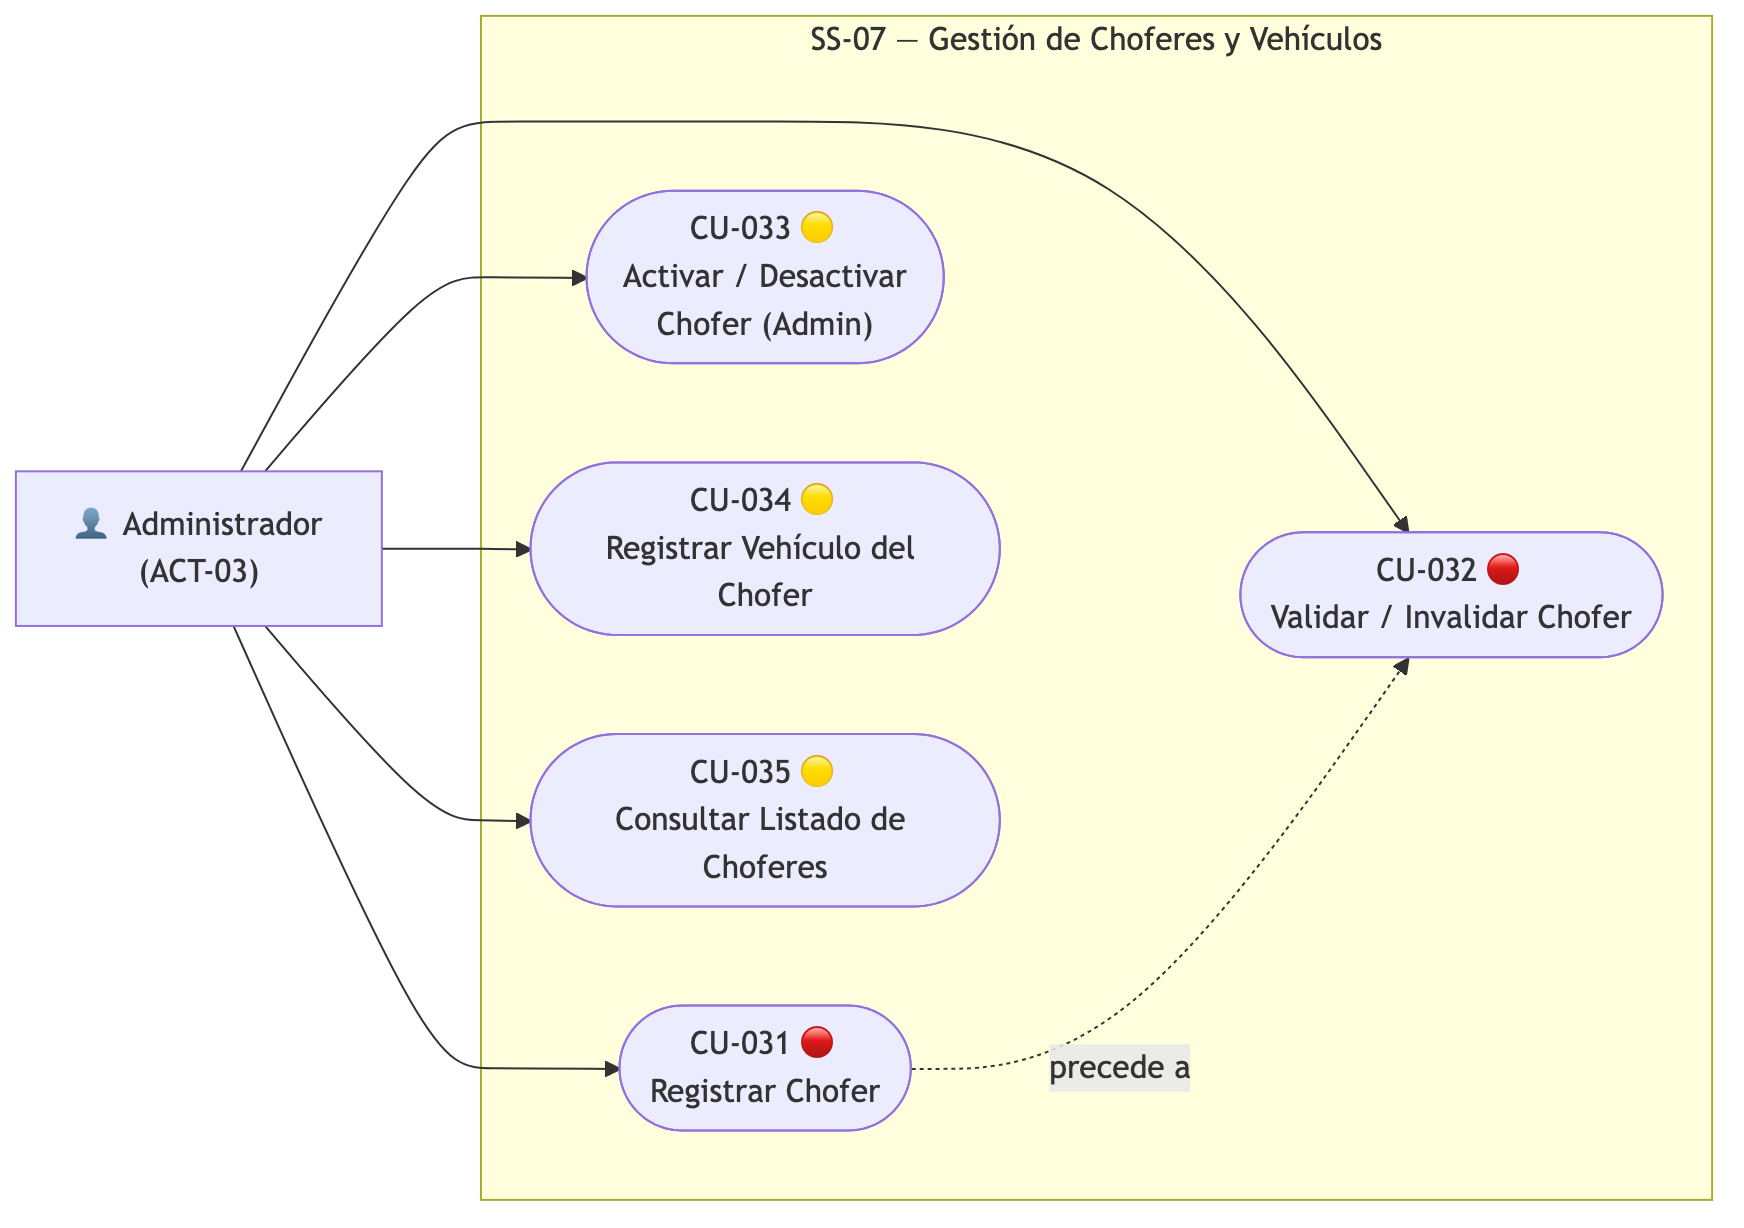 SS-07 — Gestión de Choferes y Vehículos
CU-033 🟡
Activar / Desactivar
Chofer (Admin)
👤 Administrador
(ACT-03)
CU-034 🟡
Registrar Vehículo del
Chofer
CU-032 🔴
Validar / Invalidar Chofer
CU-035 🟡
Consultar Listado de
Choferes
CU-031 🔴
Registrar Chofer
precede a